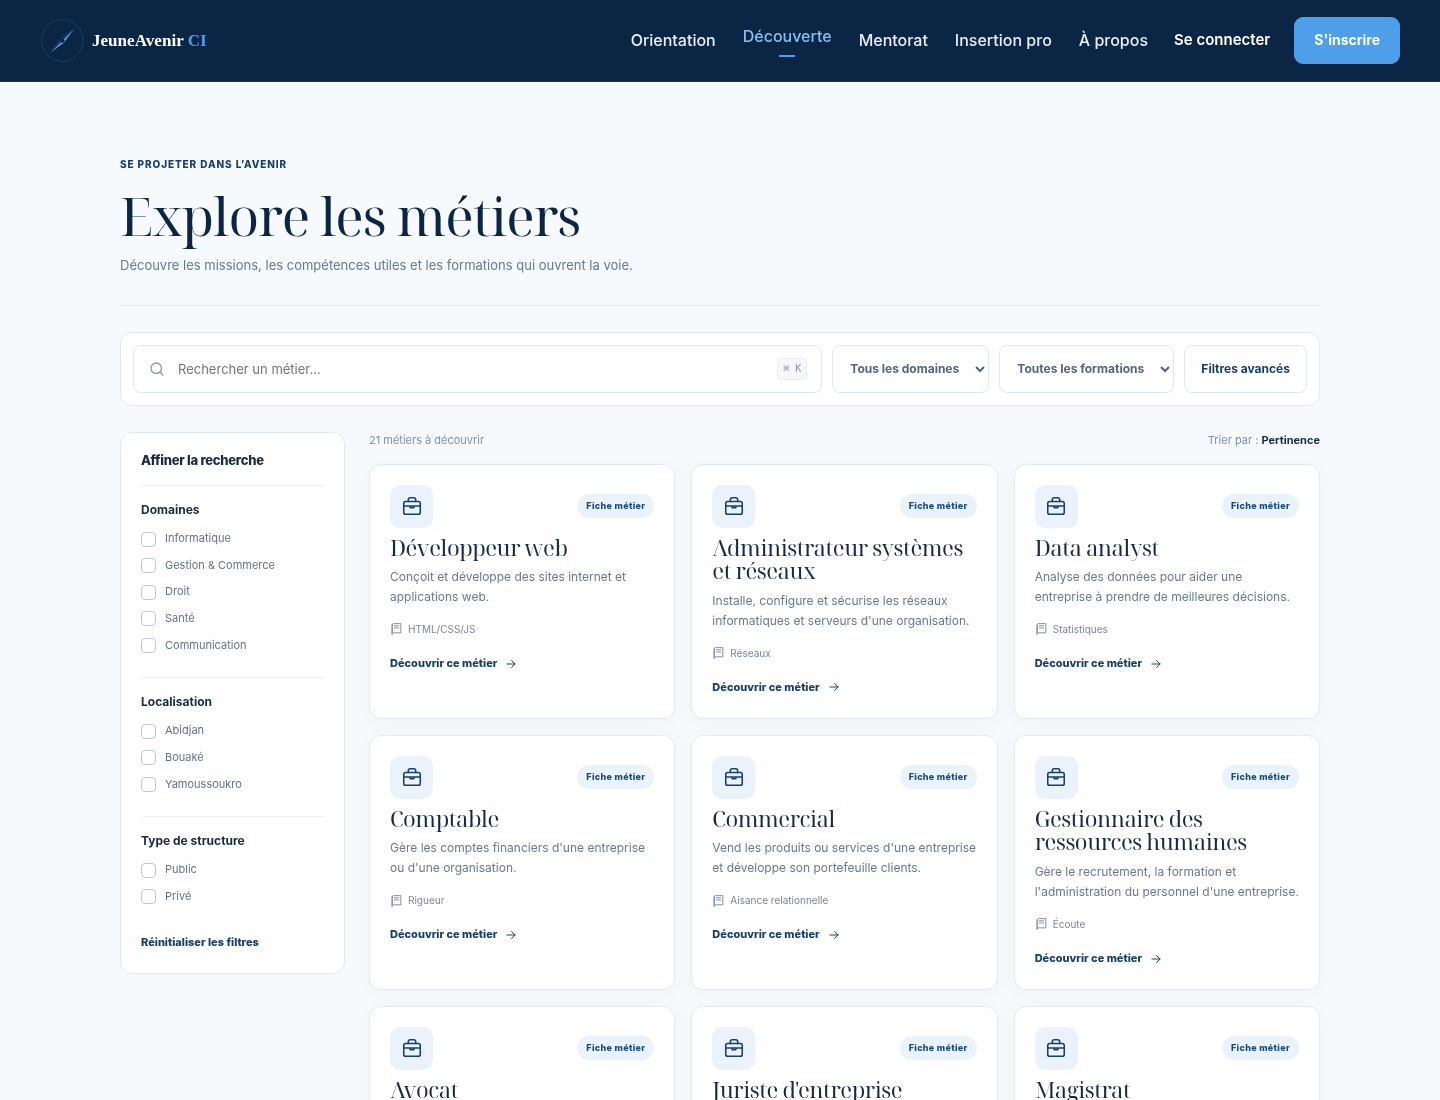 JeuneAvenir CI
Orientation
Découverte
Mentorat
Insertion pro
À propos
Se connecter
S'inscrire
SE PROJETER DANS L'AVENIR
Explore les métiers
Découvre les missions, les compétences utiles et les formations qui ouvrent la voie.
Rechercher un métier...
⌘ K
Tous les domaines
Toutes les formations
Filtres avancés
Affiner la recherche
Domaines
Informatique
Gestion & Commerce
Droit
Santé
Communication
Localisation
Abidjan
Bouaké
Yamoussoukro
Type de structure
Public
Privé
Réinitialiser les filtres
21 métiers à découvrir
Trier par : Pertinence
Fiche métier
Développeur web
Conçoit et développe des sites internet et
applications web.
HTML/CSS/JS
Découvrir ce métier →
Fiche métier
Administrateur systèmes
et réseaux
Installe, configure et sécurise les réseaux
informatiques et serveurs d'une organisation.
Réseaux
Découvrir ce métier →
Fiche métier
Data analyst
Analyse des données pour aider une
entreprise à prendre de meilleures décisions.
Statistiques
Découvrir ce métier →
Fiche métier
Comptable
Gère les comptes financiers d'une entreprise
ou d'une organisation.
Rigueur
Découvrir ce métier →
Fiche métier
Commercial
Vend les produits ou services d'une entreprise
et développe son portefeuille clients.
Aisance relationnelle
Découvrir ce métier →
Fiche métier
Gestionnaire des
ressources humaines
Gère le recrutement, la formation et
l'administration du personnel d'une entreprise.
Écoute
Découvrir ce métier →
Fiche métier
Avocat
Fiche métier
Juriste d'entreprise
Fiche métier
Magistrat